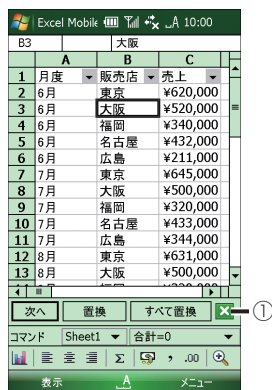 Excel Mobile A 10:00
B3 大阪
A B C
1 月度 販売店 売上
2 6月 東京 ¥620,000
3 6月 大阪 ¥520,000
4 6月 福岡 ¥340,000
5 6月 名古屋 ¥432,000
6 6月 広島 ¥211,000
7 7月 東京 ¥645,000
8 7月 大阪 ¥500,000
9 7月 福岡 ¥320,000
10 7月 名古屋 ¥433,000
11 7月 広島 ¥344,000
12 8月 東京 ¥631,000
13 8月 大阪 ¥500,000
次へ 置換 すべて置換 ①
コマンド Sheet1 合計=0
Σ , .00
表示 A メニュー